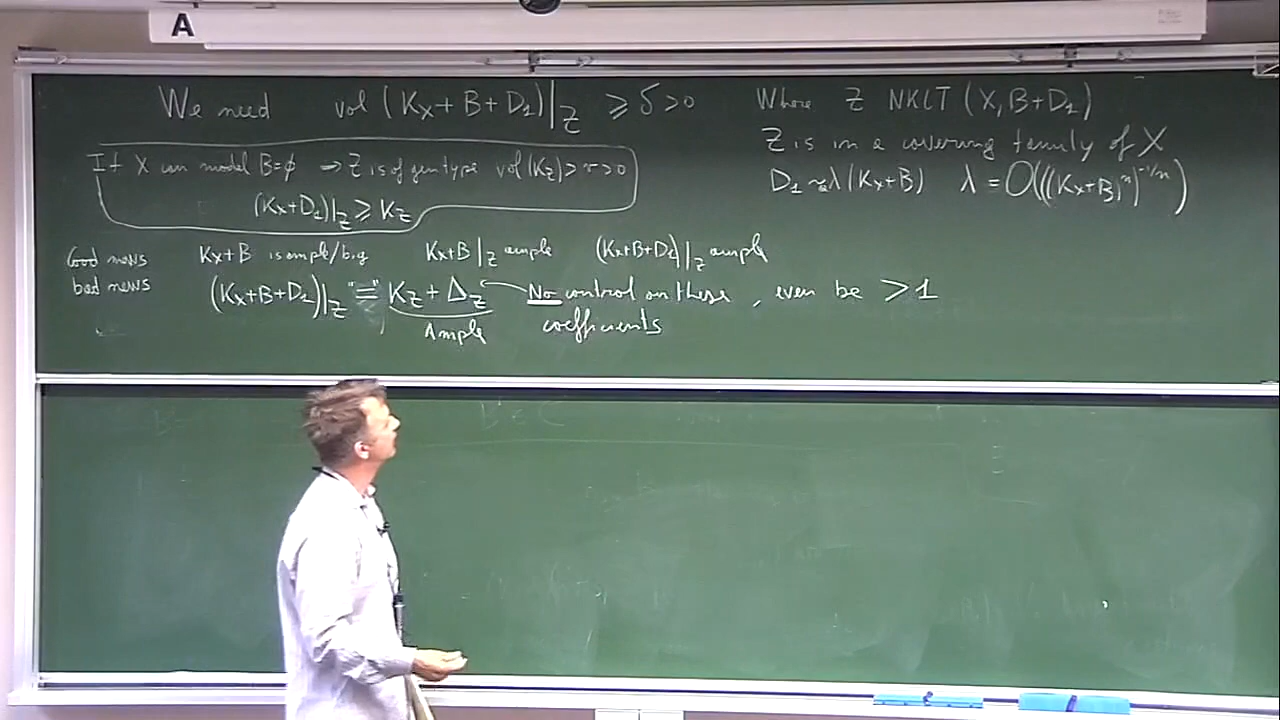 A
We need vol (K_X+B+D_1)|_Z ⩾ δ>0
Where Z NKLT (X, B+D_1)
Z is in a covering family of X
D_1 ~ λ(K_X+B) λ = O(((K_X+B)^n)^{-1/n})
If X can model B=∅ ⇒ Z is of gen type vol (K_Z) > >0
(K_X+D_1)|_Z ⩾ K_Z
Good news K_X+B is ample/big K_X+B|_Z ample (K_X+B+D_1)|_Z ample
bad news (K_X+B+D_1)|_Z "=" K_Z + Δ_Z No control on these, even be >1
Ample coefficients